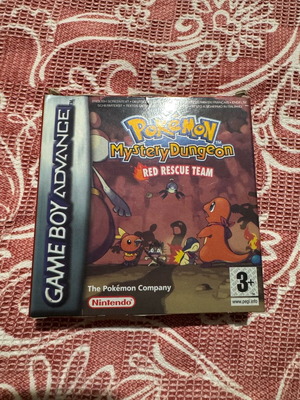 GAME BOY ADVANCE
POKéMON
Mystery Dungeon
RED RESCUE TEAM
The Pokémon Company
Nintendo
3+
www.pegi.info